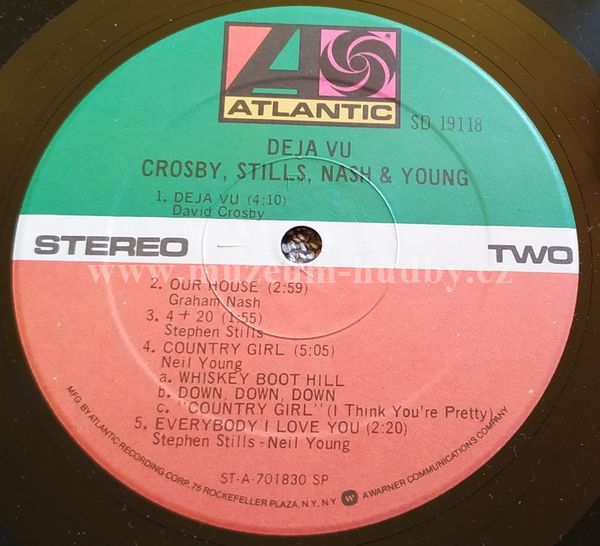 ATLANTIC
SD 19118
DEJA VU
CROSBY, STILLS, NASH & YOUNG
1. DEJA VU (4:10)
David Crosby
STEREO
TWO
www.muzeum-hudby.cz
2. OUR HOUSE (2:59)
Graham Nash
3. 4 + 20 (1:55)
Stephen Stills
4. COUNTRY GIRL (5:05)
Neil Young
a. WHISKEY BOOT HILL
b. DOWN, DOWN, DOWN
c. "COUNTRY GIRL" (I Think You're Pretty)
5. EVERYBODY I LOVE YOU (2:20)
Stephen Stills - Neil Young
ST-A-701830 SP
MFG BY ATLANTIC RECORDING CORP. 75 ROCKEFELLER PLAZA, N.Y., N.Y. W A WARNER COMMUNICATIONS COMPANY